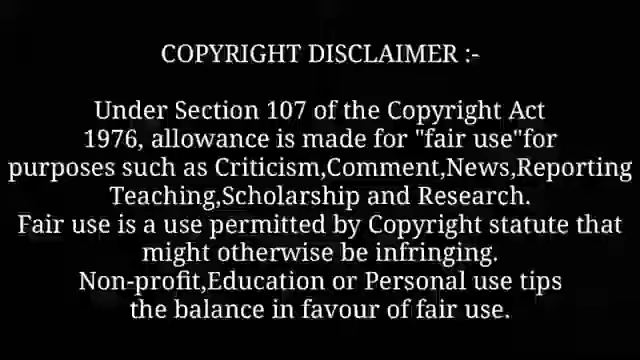 COPYRIGHT DISCLAIMER :-
Under Section 107 of the Copyright Act
1976, allowance is made for "fair use"for
purposes such as Criticism,Comment,News,Reporting
Teaching,Scholarship and Research.
Fair use is a use permitted by Copyright statute that
might otherwise be infringing.
Non-profit,Education or Personal use tips
the balance in favour of fair use.